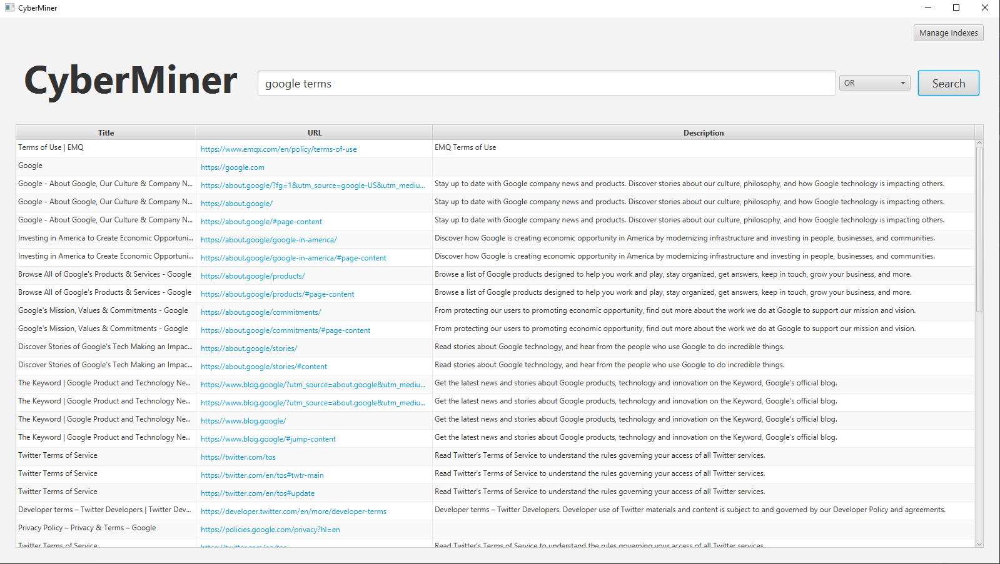 CyberMiner
Manage Indexes
CyberMiner google terms OR Search
Title URL Description
Terms of Use | EMQ https://www.emqx.com/en/policy/terms-of-use EMQ Terms of Use
Google https://google.com
Google - About Google, Our Culture & Company N... https://about.google/?fg=1&utm_source=google-US&utm_mediu... Stay up to date with Google company news and products. Discover stories about our culture, philosophy, and how Google technology is impacting others.
Google - About Google, Our Culture & Company N... https://about.google/ Stay up to date with Google company news and products. Discover stories about our culture, philosophy, and how Google technology is impacting others.
Google - About Google, Our Culture & Company N... https://about.google/#page-content Stay up to date with Google company news and products. Discover stories about our culture, philosophy, and how Google technology is impacting others.
Investing in America to Create Economic Opportuni... https://about.google/google-in-america/ Discover how Google is creating economic opportunity in America by modernizing infrastructure and investing in people, businesses, and communities.
Investing in America to Create Economic Opportuni... https://about.google/google-in-america/#page-content Discover how Google is creating economic opportunity in America by modernizing infrastructure and investing in people, businesses, and communities.
Browse All of Google's Products & Services - Google https://about.google/products/ Browse a list of Google products designed to help you work and play, stay organized, get answers, keep in touch, grow your business, and more.
Browse All of Google's Products & Services - Google https://about.google/products/#page-content Browse a list of Google products designed to help you work and play, stay organized, get answers, keep in touch, grow your business, and more.
Google's Mission, Values & Commitments - Google https://about.google/commitments/ From protecting our users to promoting economic opportunity, find out more about the work we do at Google to support our mission and vision.
Google's Mission, Values & Commitments - Google https://about.google/commitments/#page-content From protecting our users to promoting economic opportunity, find out more about the work we do at Google to support our mission and vision.
Discover Stories of Google's Tech Making an Impac... https://about.google/stories/ Read stories about Google technology, and hear from the people who use Google to do incredible things.
Discover Stories of Google's Tech Making an Impac... https://about.google/stories/#content Read stories about Google technology, and hear from the people who use Google to do incredible things.
The Keyword | Google Product and Technology Ne... https://www.blog.google/?utm_source=about.google&utm_mediu... Get the latest news and stories about Google products, technology and innovation on the Keyword, Google's official blog.
The Keyword | Google Product and Technology Ne... https://www.blog.google/?utm_source=about.google&utm_mediu... Get the latest news and stories about Google products, technology and innovation on the Keyword, Google's official blog.
The Keyword | Google Product and Technology Ne... https://www.blog.google/ Get the latest news and stories about Google products, technology and innovation on the Keyword, Google's official blog.
The Keyword | Google Product and Technology Ne... https://www.blog.google/#jump-content Get the latest news and stories about Google products, technology and innovation on the Keyword, Google's official blog.
Twitter Terms of Service https://twitter.com/tos Read Twitter’s Terms of Service to understand the rules governing your access of all Twitter services.
Twitter Terms of Service https://twitter.com/en/tos#twtr-main Read Twitter’s Terms of Service to understand the rules governing your access of all Twitter services.
Twitter Terms of Service https://twitter.com/en/tos#update Read Twitter’s Terms of Service to understand the rules governing your access of all Twitter services.
Developer terms – Twitter Developers | Twitter Dev... https://developer.twitter.com/en/more/developer-terms Developer terms – Twitter Developers. Developer use of Twitter materials and content is subject to and governed by our Developer Policy and agreements.
Privacy Policy – Privacy & Terms – Google https://policies.google.com/privacy?hl=en
Twitter Terms of Service https://twitter.com/en/tos Read Twitter’s Terms of Service to understand the rules governing your access of all Twitter services.